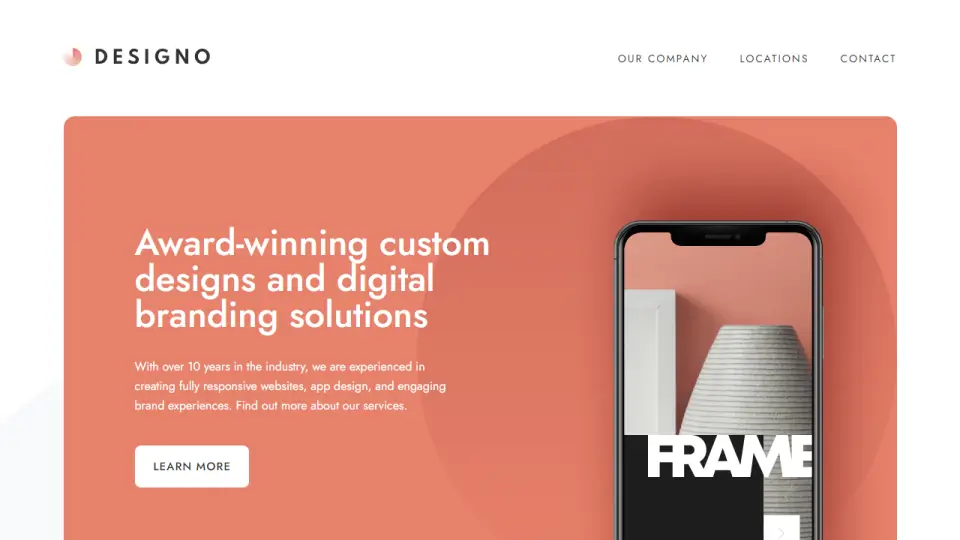 DESIGNO
OUR COMPANY LOCATIONS CONTACT
Award-winning custom
designs and digital
branding solutions
With over 10 years in the industry, we are experienced in
creating fully responsive websites, app design, and engaging
brand experiences. Find out more about our services.
LEARN MORE
FRAME